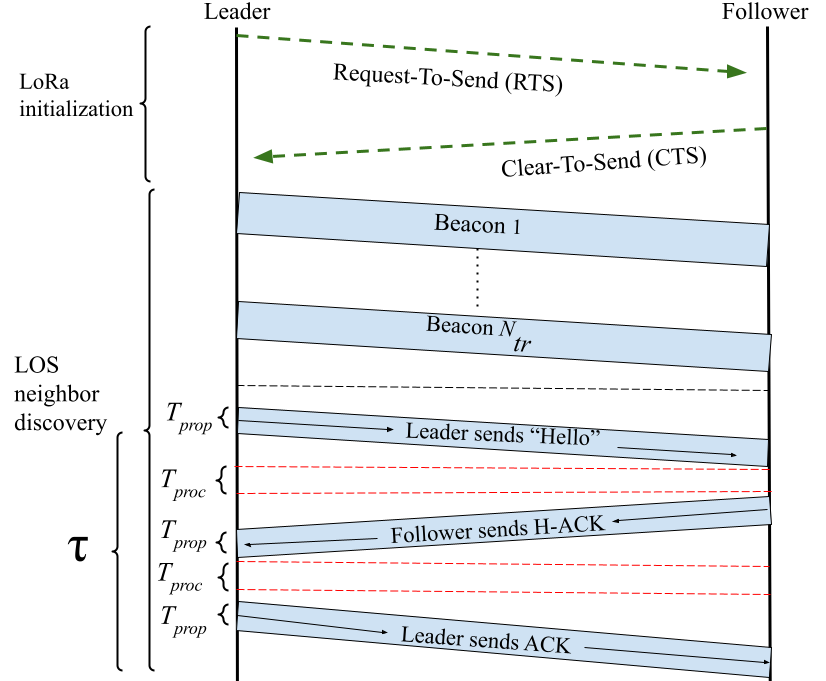 Leader
Follower
LoRa
initialization
Request-To-Send (RTS)
Clear-To-Send (CTS)
Beacon 1
Beacon N_tr
LOS
neighbor
discovery
T_prop
Leader sends “Hello”
T_proc
T_prop
Follower sends H-ACK
τ
T_proc
T_prop
Leader sends ACK